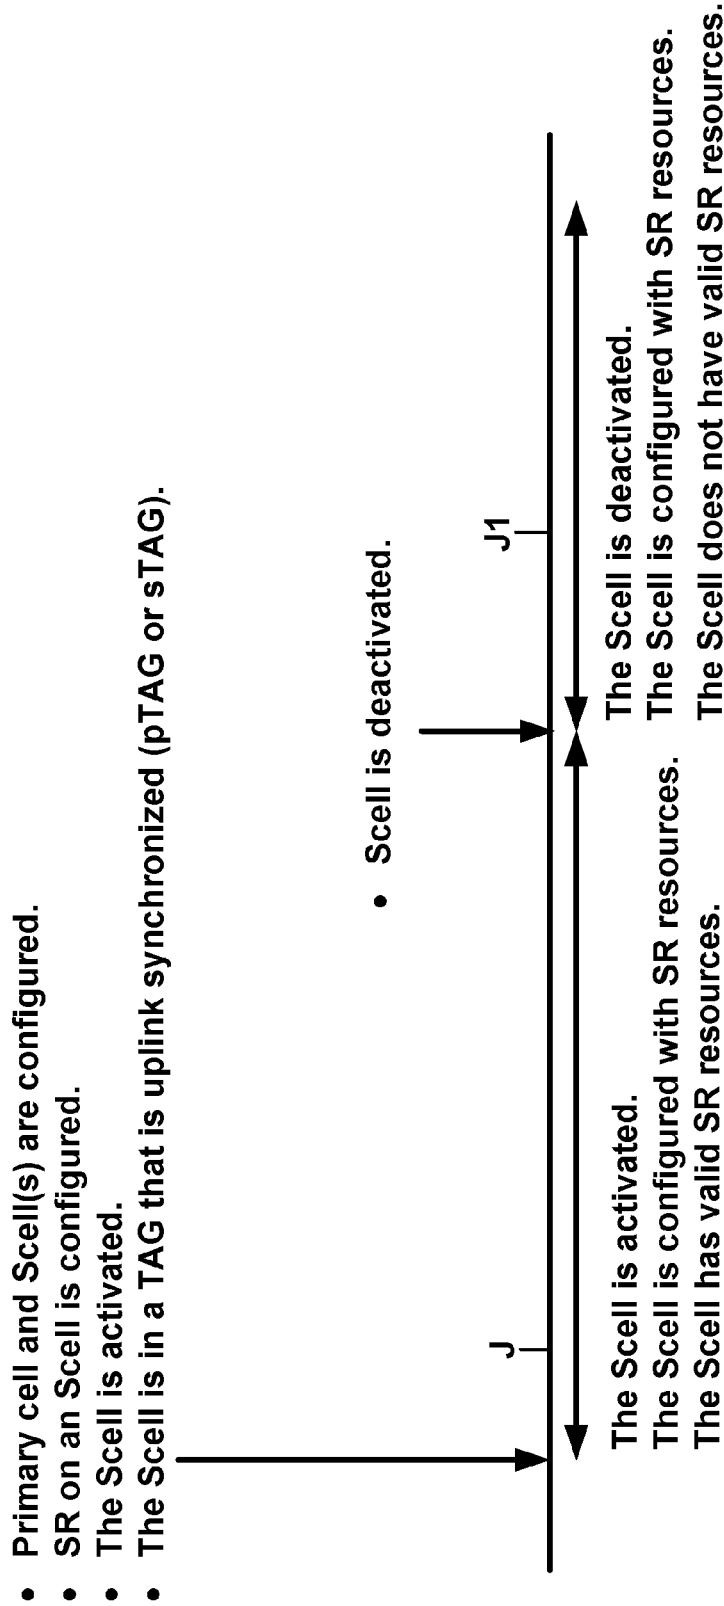 • Primary cell and Scell(s) are configured.
• SR on an Scell is configured.
• The Scell is activated.
• The Scell is in a TAG that is uplink synchronized (pTAG or sTAG).
• Scell is deactivated.
J
J1
The Scell is activated.
The Scell is configured with SR resources.
The Scell has valid SR resources.
The Scell is deactivated.
The Scell is configured with SR resources.
The Scell does not have valid SR resources.